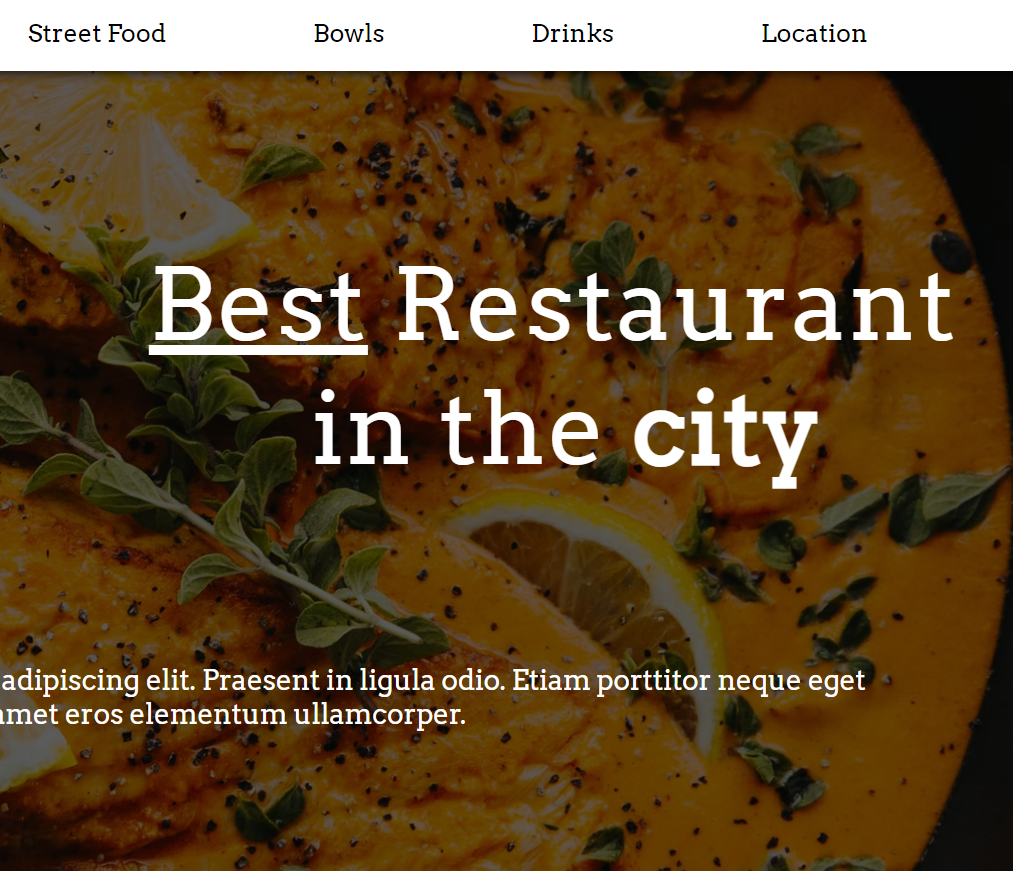 Street Food Bowls Drinks Location
Best Restaurant
in the city
adipiscing elit. Praesent in ligula odio. Etiam porttitor neque eget
eros elementum ullamcorper.